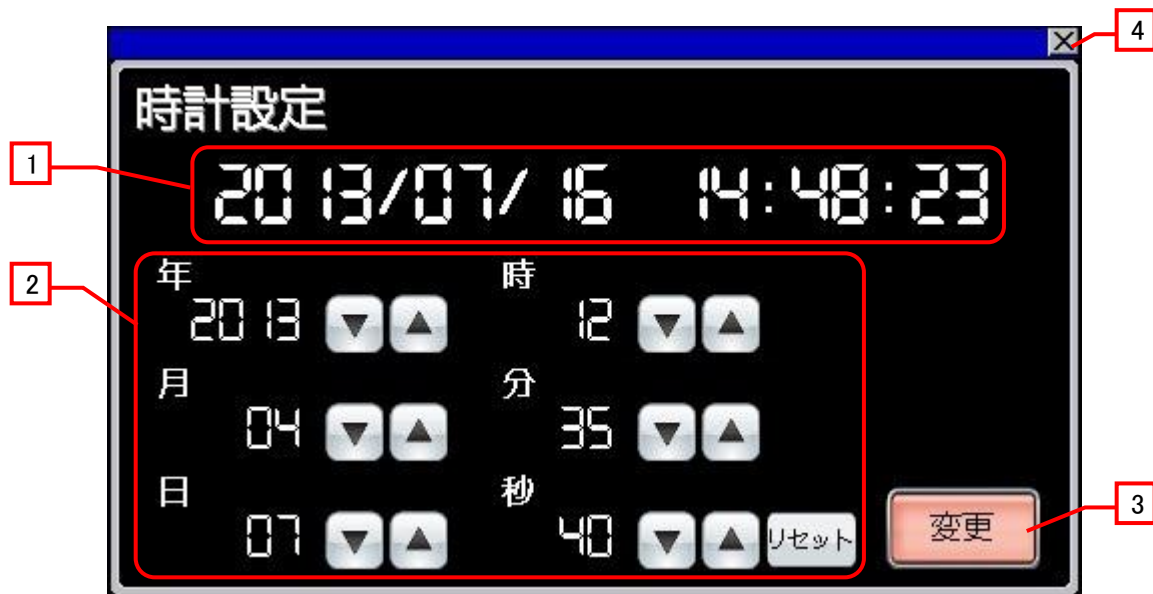 4
時計設定
1
2013/07/16 14:48:23
2
年 時
2013 ▼ ▲ 12 ▼ ▲
月 分
04 ▼ ▲ 35 ▼ ▲
日 秒
07 ▼ ▲ 40 ▼ ▲ リセット
変更
3